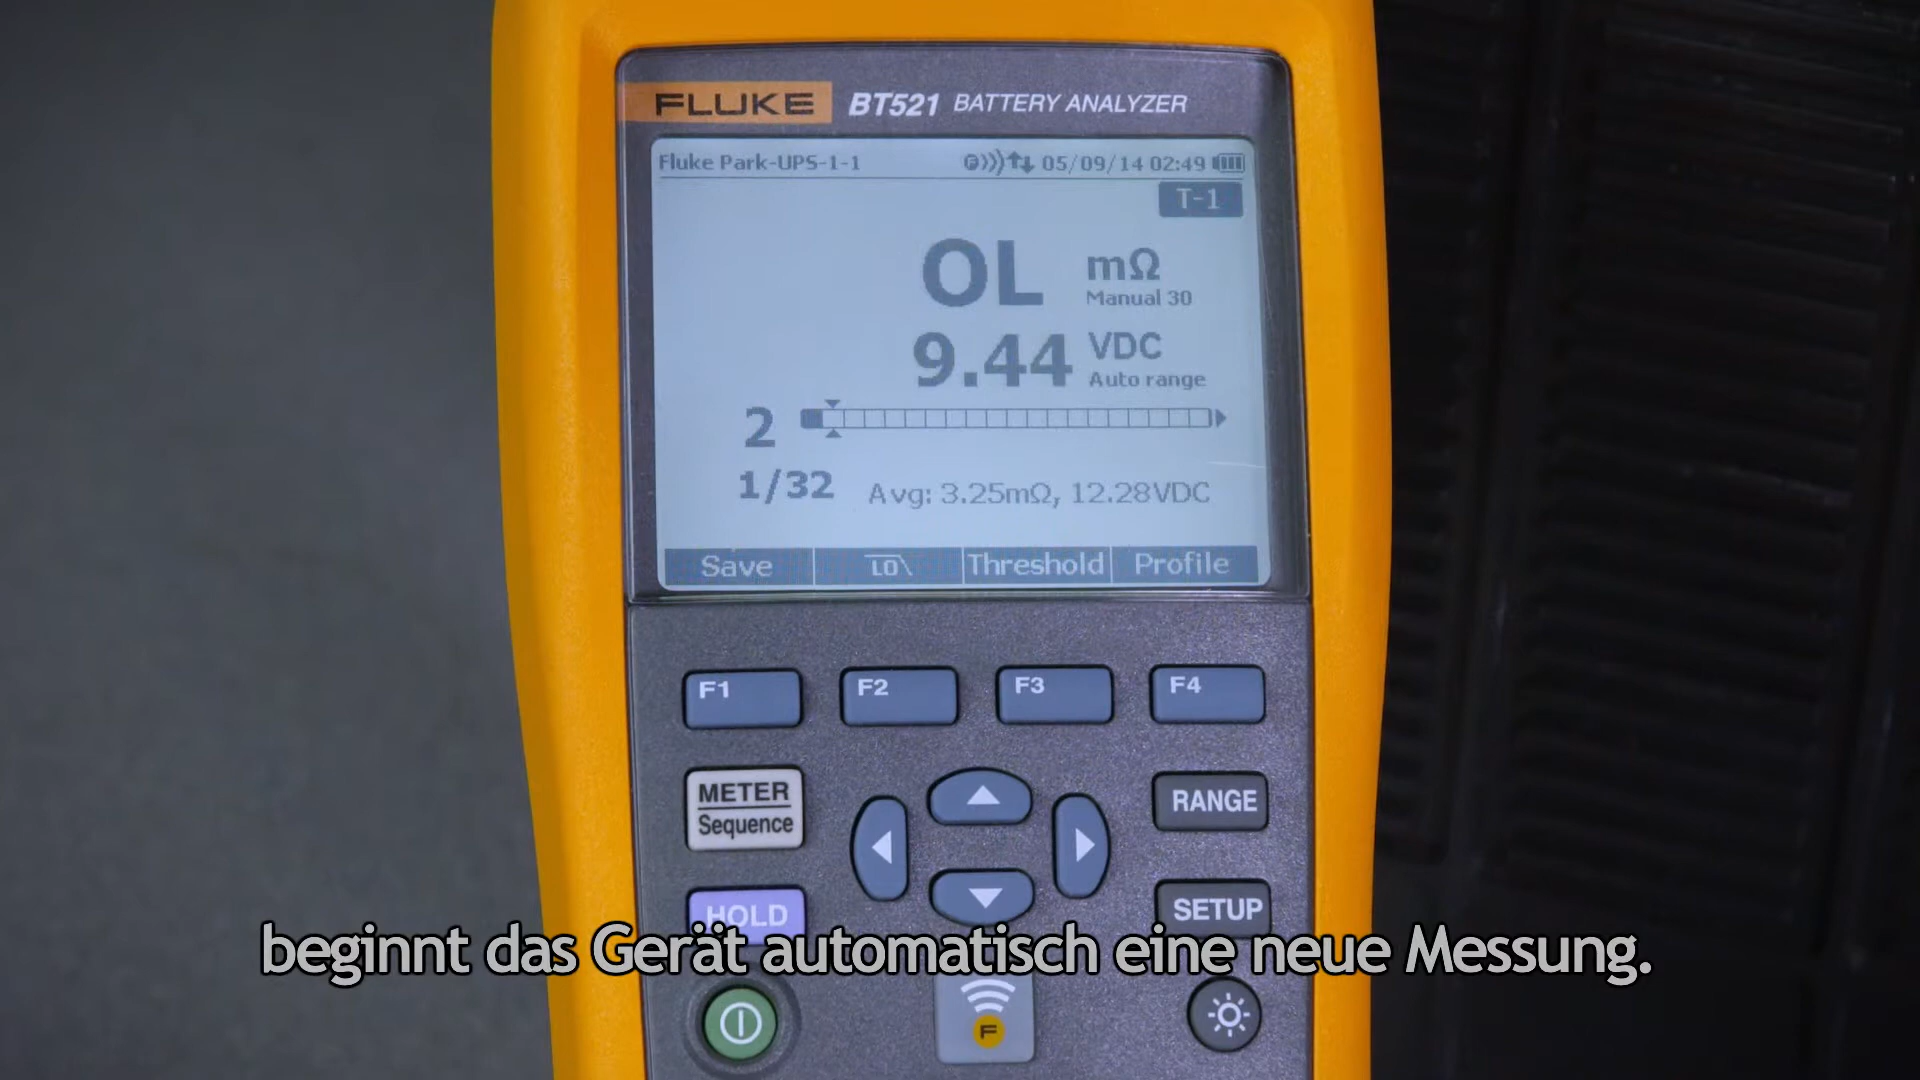 FLUKE BT521 BATTERY ANALYZER
Fluke Park-UPS-1-1 05/09/14 02:49
T-1
OL mΩ
Manual 30
9.44 VDC
Auto range
2
1/32 Avg: 3.25mΩ, 12.28VDC
Save LO Threshold Profile
F1 F2 F3 F4
METER
Sequence
RANGE
HOLD
SETUP
beginnt das Gerät automatisch eine neue Messung.
F